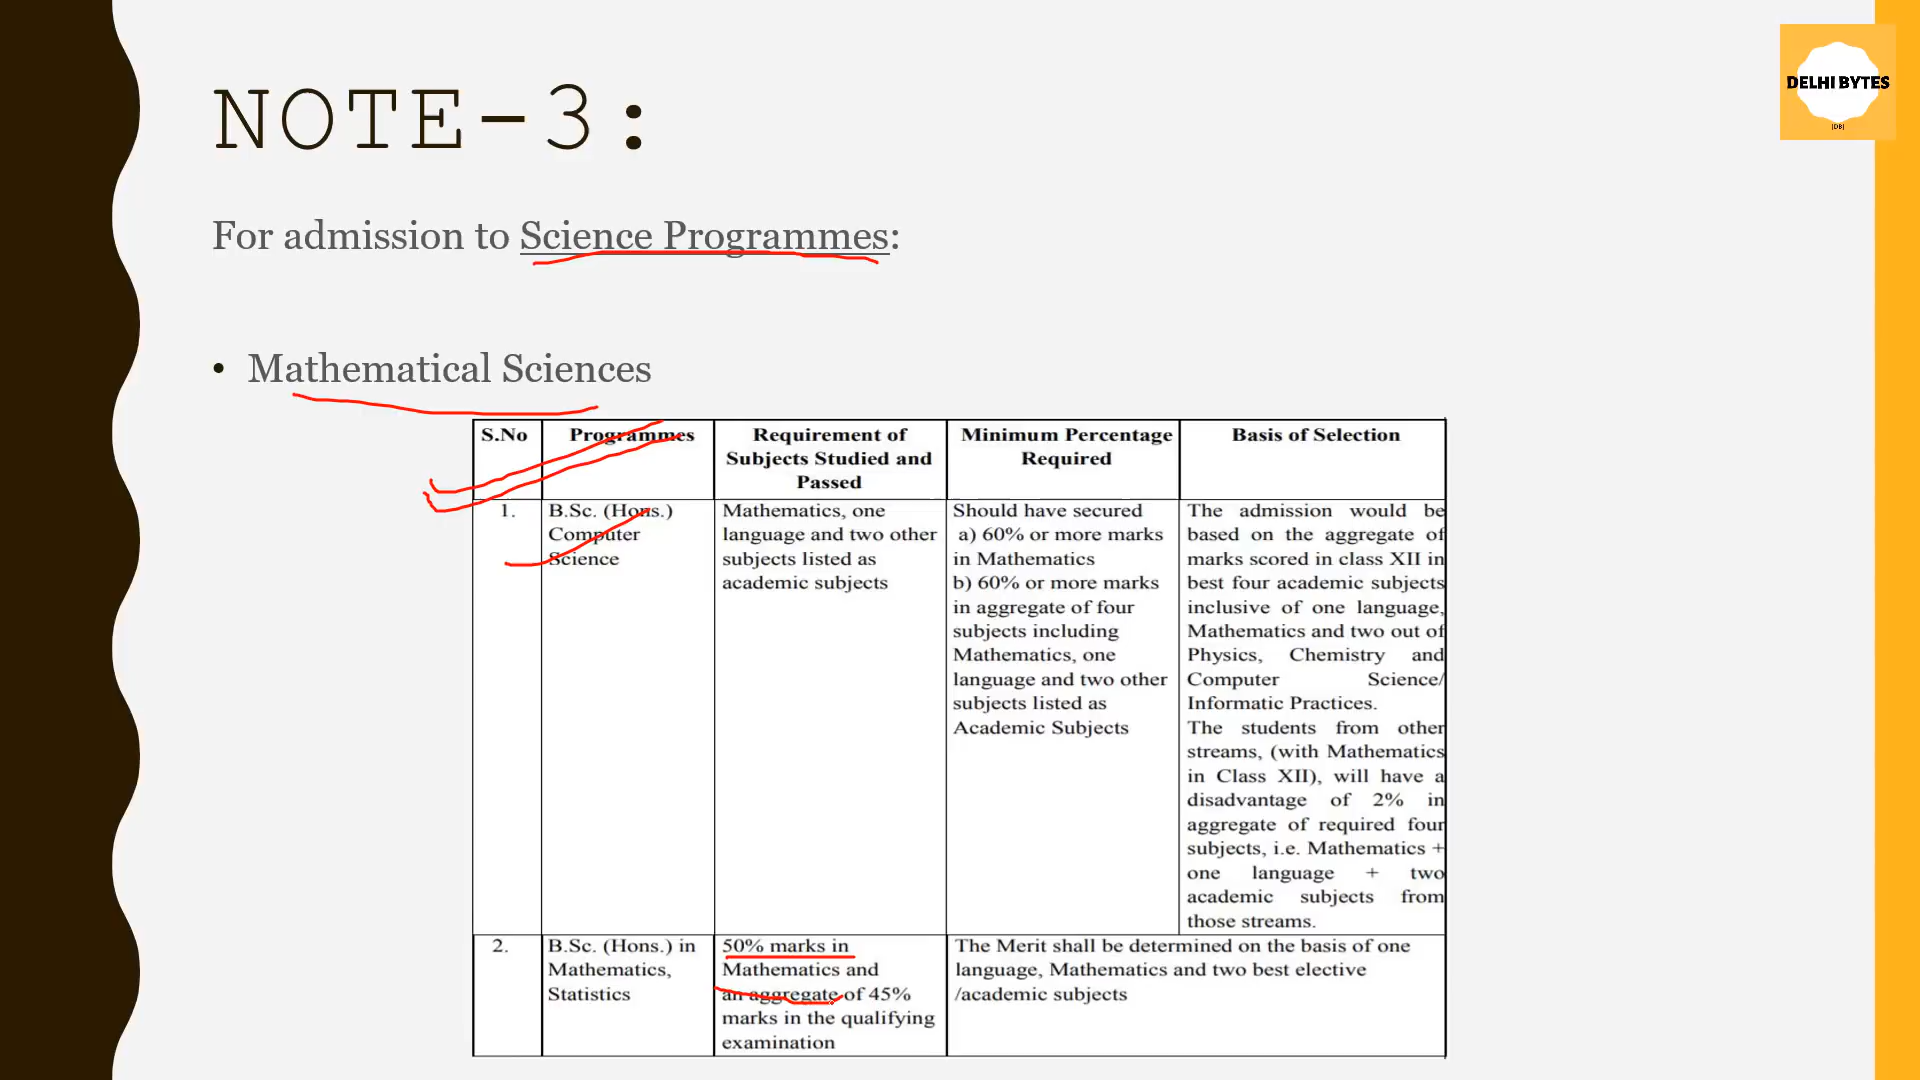 DELHI BYTES
[DB]
NOTE-3:
For admission to Science Programmes:
• Mathematical Sciences
S.No
Programmes
Requirement of
Subjects Studied and
Passed
Minimum Percentage
Required
Basis of Selection
1.
B.Sc. (Hons.)
Computer
Science
Mathematics, one
language and two other
subjects listed as
academic subjects
Should have secured
a) 60% or more marks
in Mathematics
b) 60% or more marks
in aggregate of four
subjects including
Mathematics, one
language and two other
subjects listed as
Academic Subjects
The admission would be
based on the aggregate of
marks scored in class XII in
best four academic subjects
inclusive of one language,
Mathematics and two out of
Physics, Chemistry and
Computer Science/
Informatic Practices.
The students from other
streams, (with Mathematics
in Class XII), will have a
disadvantage of 2% in
aggregate of required four
subjects, i.e. Mathematics +
one language + two
academic subjects from
those streams.
2.
B.Sc. (Hons.) in
Mathematics,
Statistics
50% marks in
Mathematics and
an aggregate of 45%
marks in the qualifying
examination
The Merit shall be determined on the basis of one
language, Mathematics and two best elective
/academic subjects